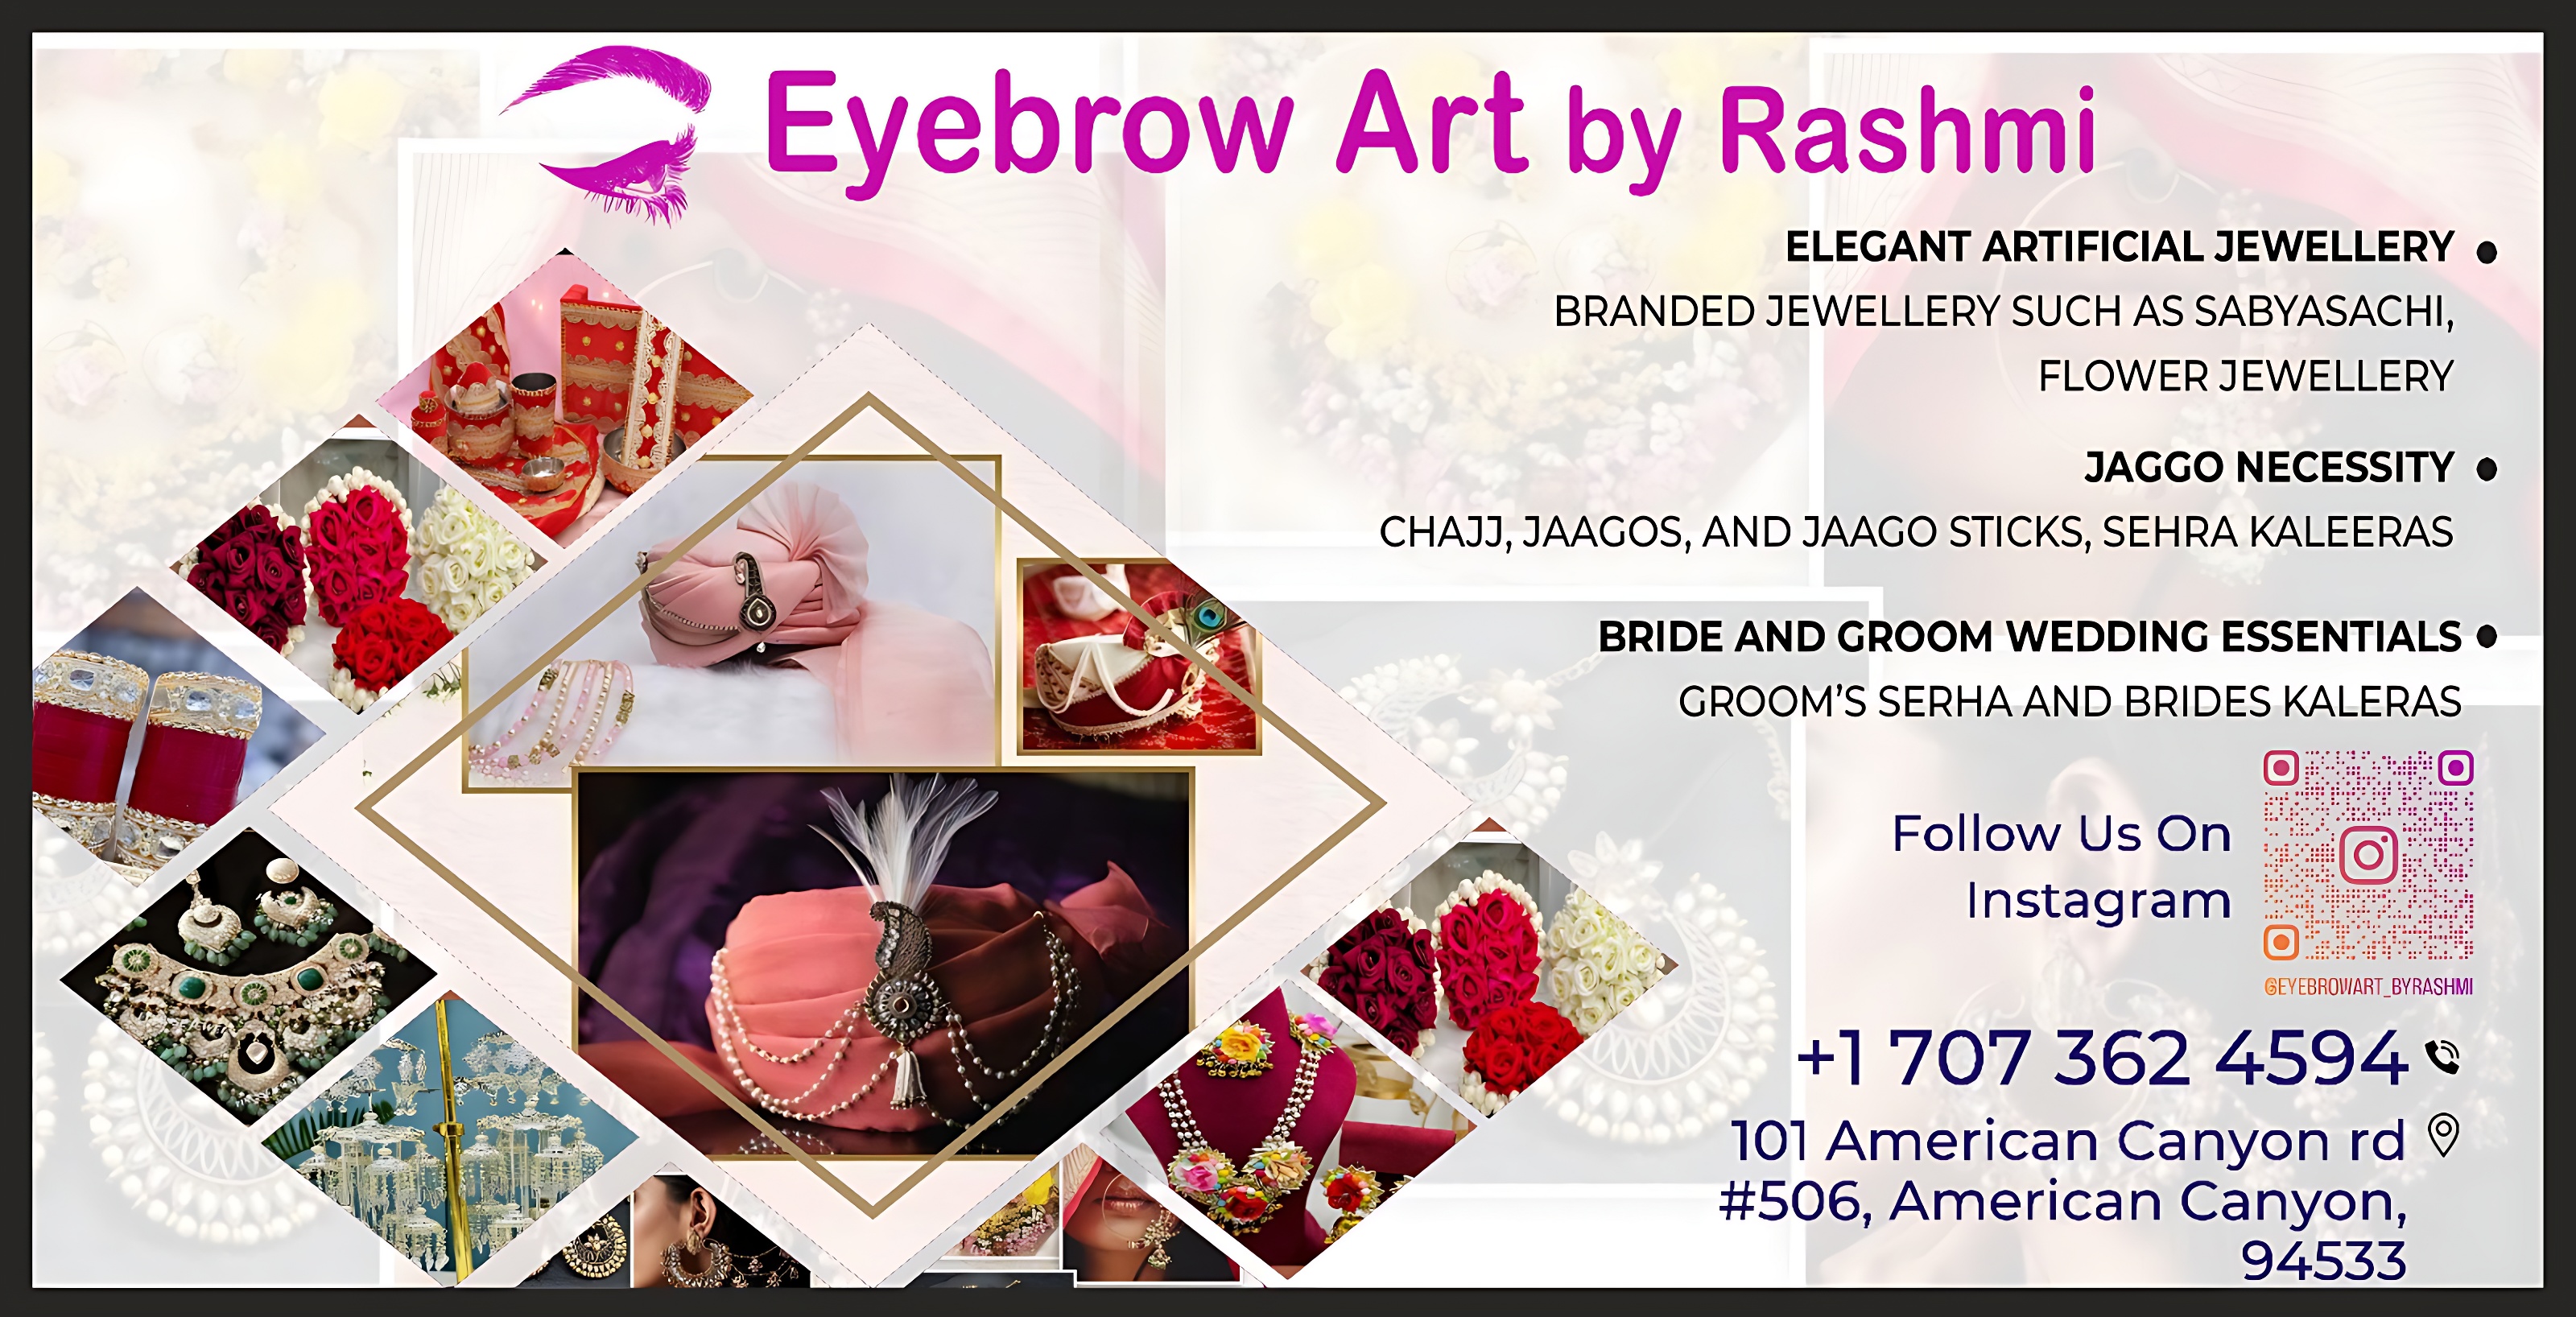 Eyebrow Art by Rashmi
ELEGANT ARTIFICIAL JEWELLERY
BRANDED JEWELLERY SUCH AS SABYASACHI,
FLOWER JEWELLERY
JAGGO NECESSITY
CHAJJ, JAAGOS, AND JAAGO STICKS, SEHRA KALEERAS
BRIDE AND GROOM WEDDING ESSENTIALS
GROOM’S SERHA AND BRIDES KALERAS
Follow Us On
Instagram
@EYEBROWART_BYRASHMI
+1 707 362 4594
101 American Canyon rd
#506, American Canyon,
94533